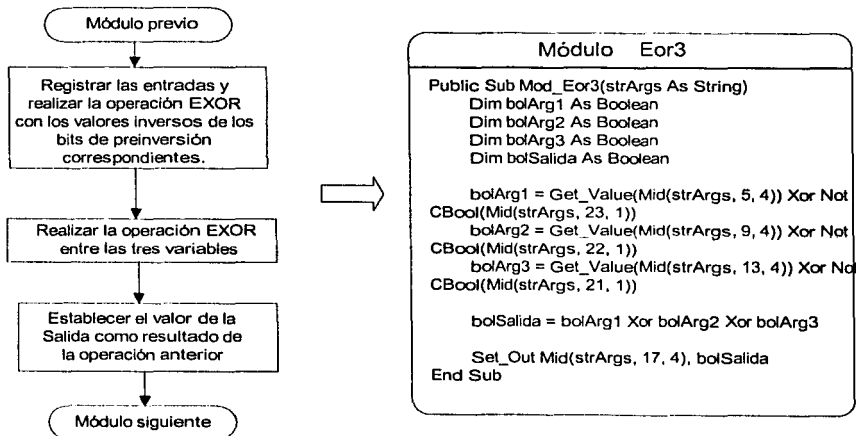 Módulo previo
Registrar las entradas y
realizar la operación EXOR
con los valores inversos de los
bits de preinversión
correspondientes.
Realizar la operación EXOR
entre las tres variables
Establecer el valor de la
Salida como resultado de
la operación anterior
Módulo siguiente
Módulo Eor3
Public Sub Mod_Eor3(strArgs As String)
Dim bolArg1 As Boolean
Dim bolArg2 As Boolean
Dim bolArg3 As Boolean
Dim bolSalida As Boolean
bolArg1 = Get_Value(Mid(strArgs, 5, 4)) Xor Not
CBool(Mid(strArgs, 23, 1))
bolArg2 = Get_Value(Mid(strArgs, 9, 4)) Xor Not
CBool(Mid(strArgs, 22, 1))
bolArg3 = Get_Value(Mid(strArgs, 13, 4)) Xor Not
CBool(Mid(strArgs, 21, 1))
bolSalida = bolArg1 Xor bolArg2 Xor bolArg3
Set_Out Mid(strArgs, 17, 4), bolSalida
End Sub